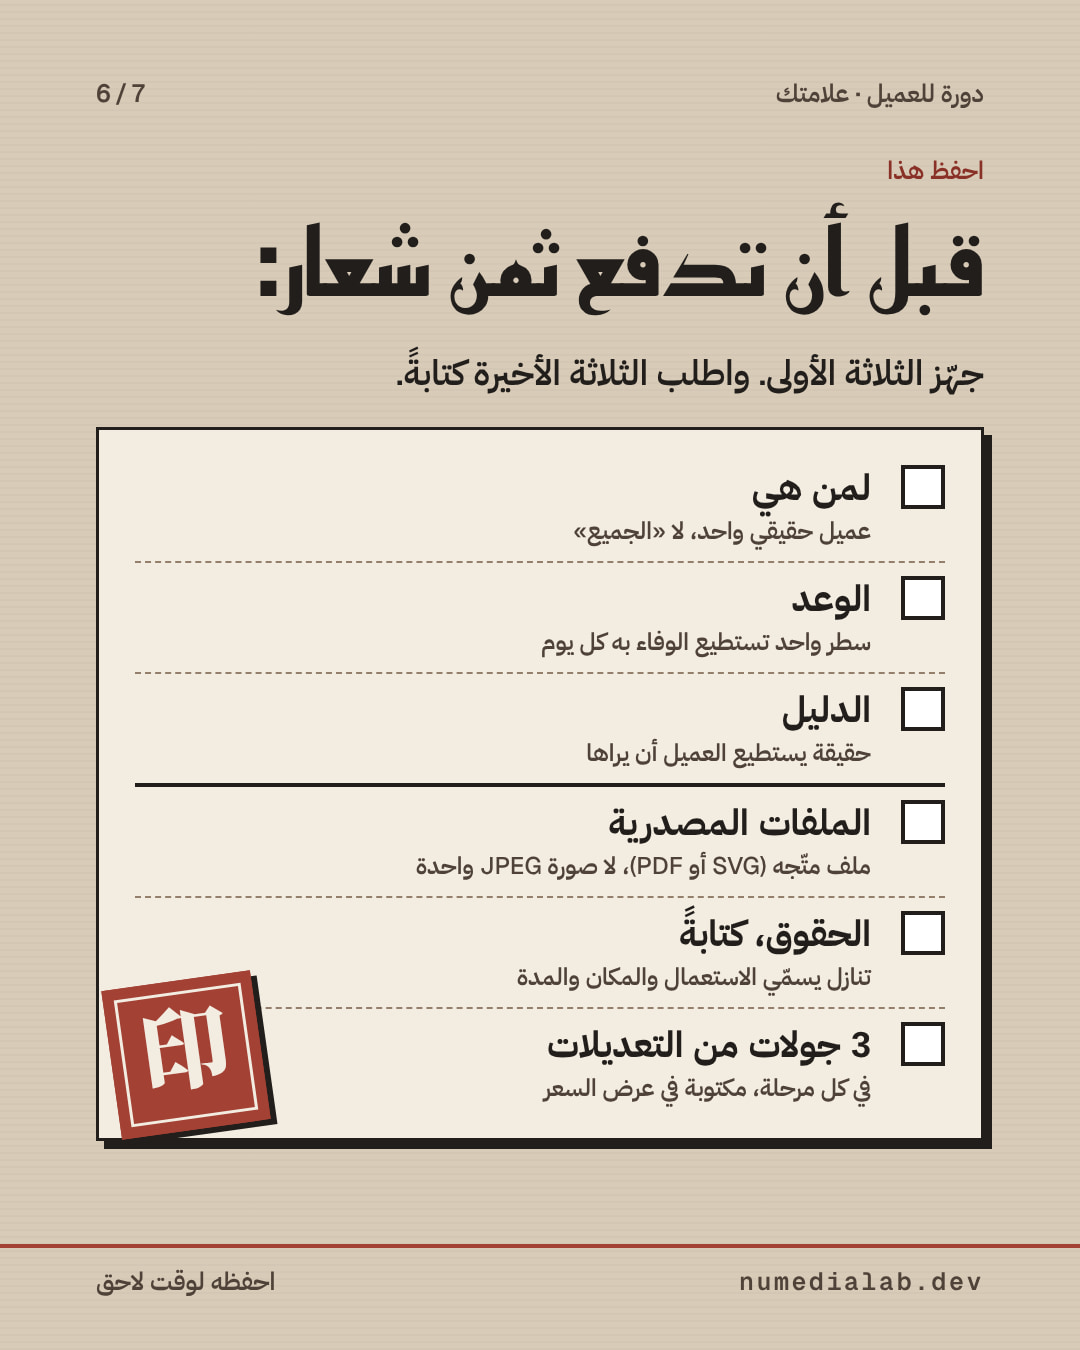 دورة للعميل · علامتك
6 / 7
احفظ هذا
قبل أن تدفع ثمن شعار:
جهّز الثلاثة الأولى. واطلب الثلاثة الأخيرة كتابةً.
لمن هي
عميل حقيقي واحد، لا «الجميع»
الوعد
سطر واحد تستطيع الوفاء به كل يوم
الدليل
حقيقة يستطيع العميل أن يراها
الملفات المصدرية
ملف متّجه (SVG أو PDF)، لا صورة JPEG واحدة
الحقوق، كتابةً
تنازل يسمّي الاستعمال والمكان والمدة
3 جولات من التعديلات
في كل مرحلة، مكتوبة في عرض السعر
印
numedialab.dev
احفظه لوقت لاحق